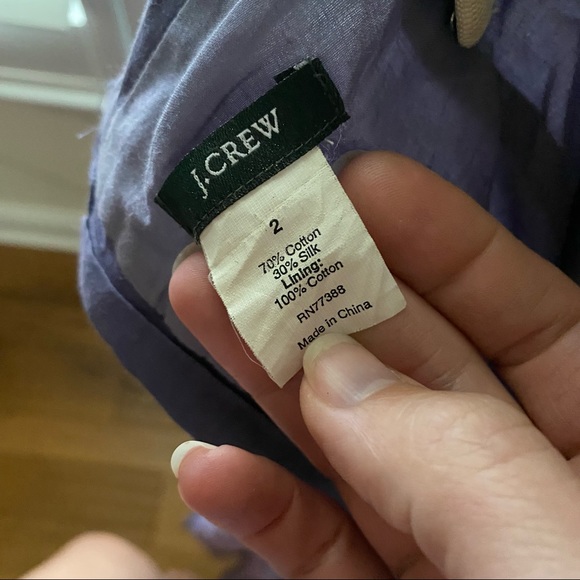 J.CREW
2
70% Cotton
30% Silk
Lining:
100% Cotton
RN77388
Made in China